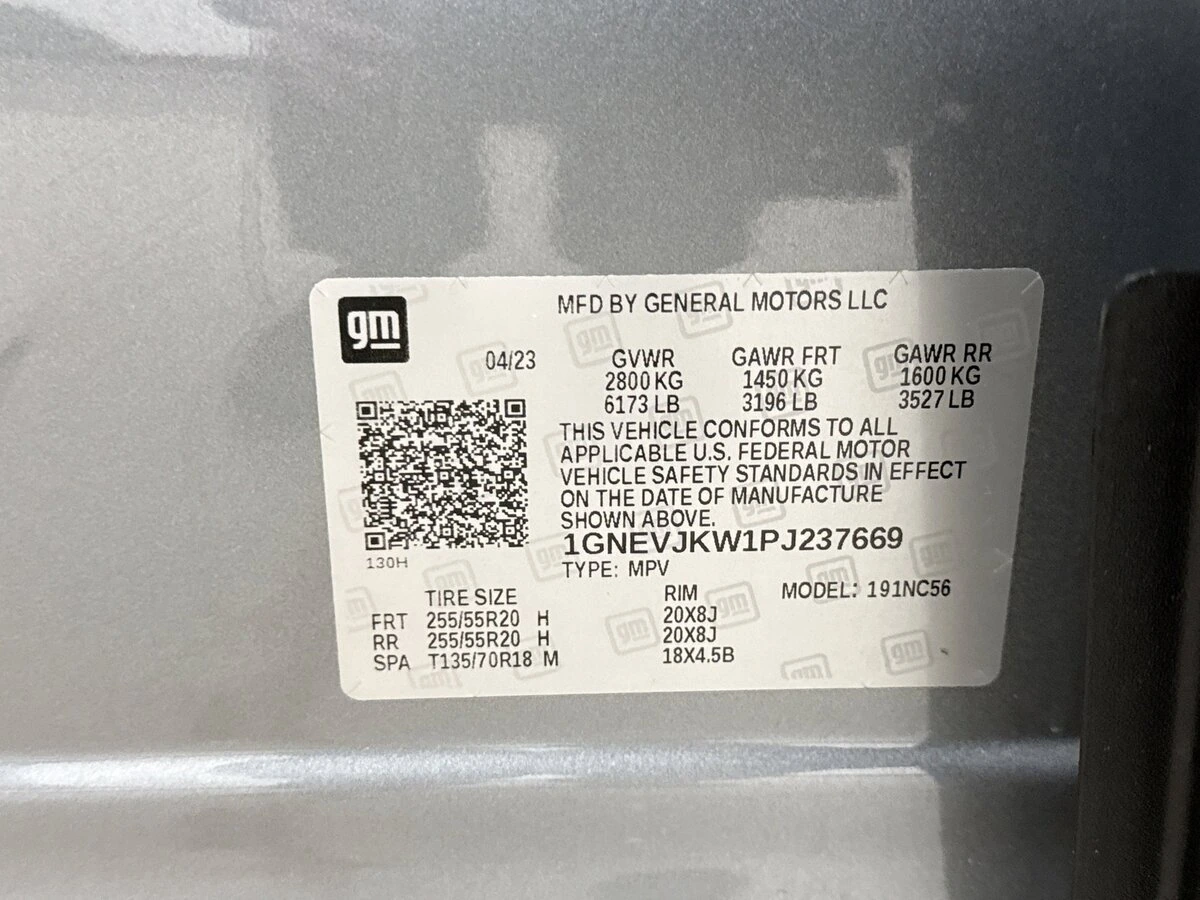 gm
MFD BY GENERAL MOTORS LLC
04/23 GVWR GAWR FRT GAWR RR
2800 KG 1450 KG 1600 KG
6173 LB 3196 LB 3527 LB
THIS VEHICLE CONFORMS TO ALL
APPLICABLE U.S. FEDERAL MOTOR
VEHICLE SAFETY STANDARDS IN EFFECT
ON THE DATE OF MANUFACTURE
SHOWN ABOVE.
1GNEVJKW1PJ237669
130H
TYPE: MPV
TIRE SIZE RIM MODEL: 191NC56
FRT 255/55R20 H 20X8J
RR 255/55R20 H 20X8J
SPA T135/70R18 M 18X4.5B